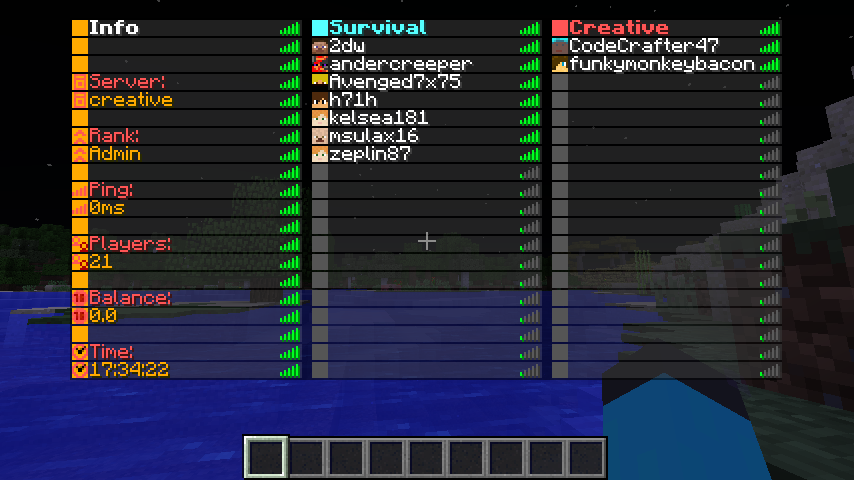 Info
Server:
creative
Rank:
Admin
Ping:
0ms
Players:
21
Balance:
0.0
Time:
17:34:22
Survival
2dw
andercreeper
Avenged7x75
h71h
kelsea181
msulax16
zeplin87
Creative
CodeCrafter47
funkymonkeybacon